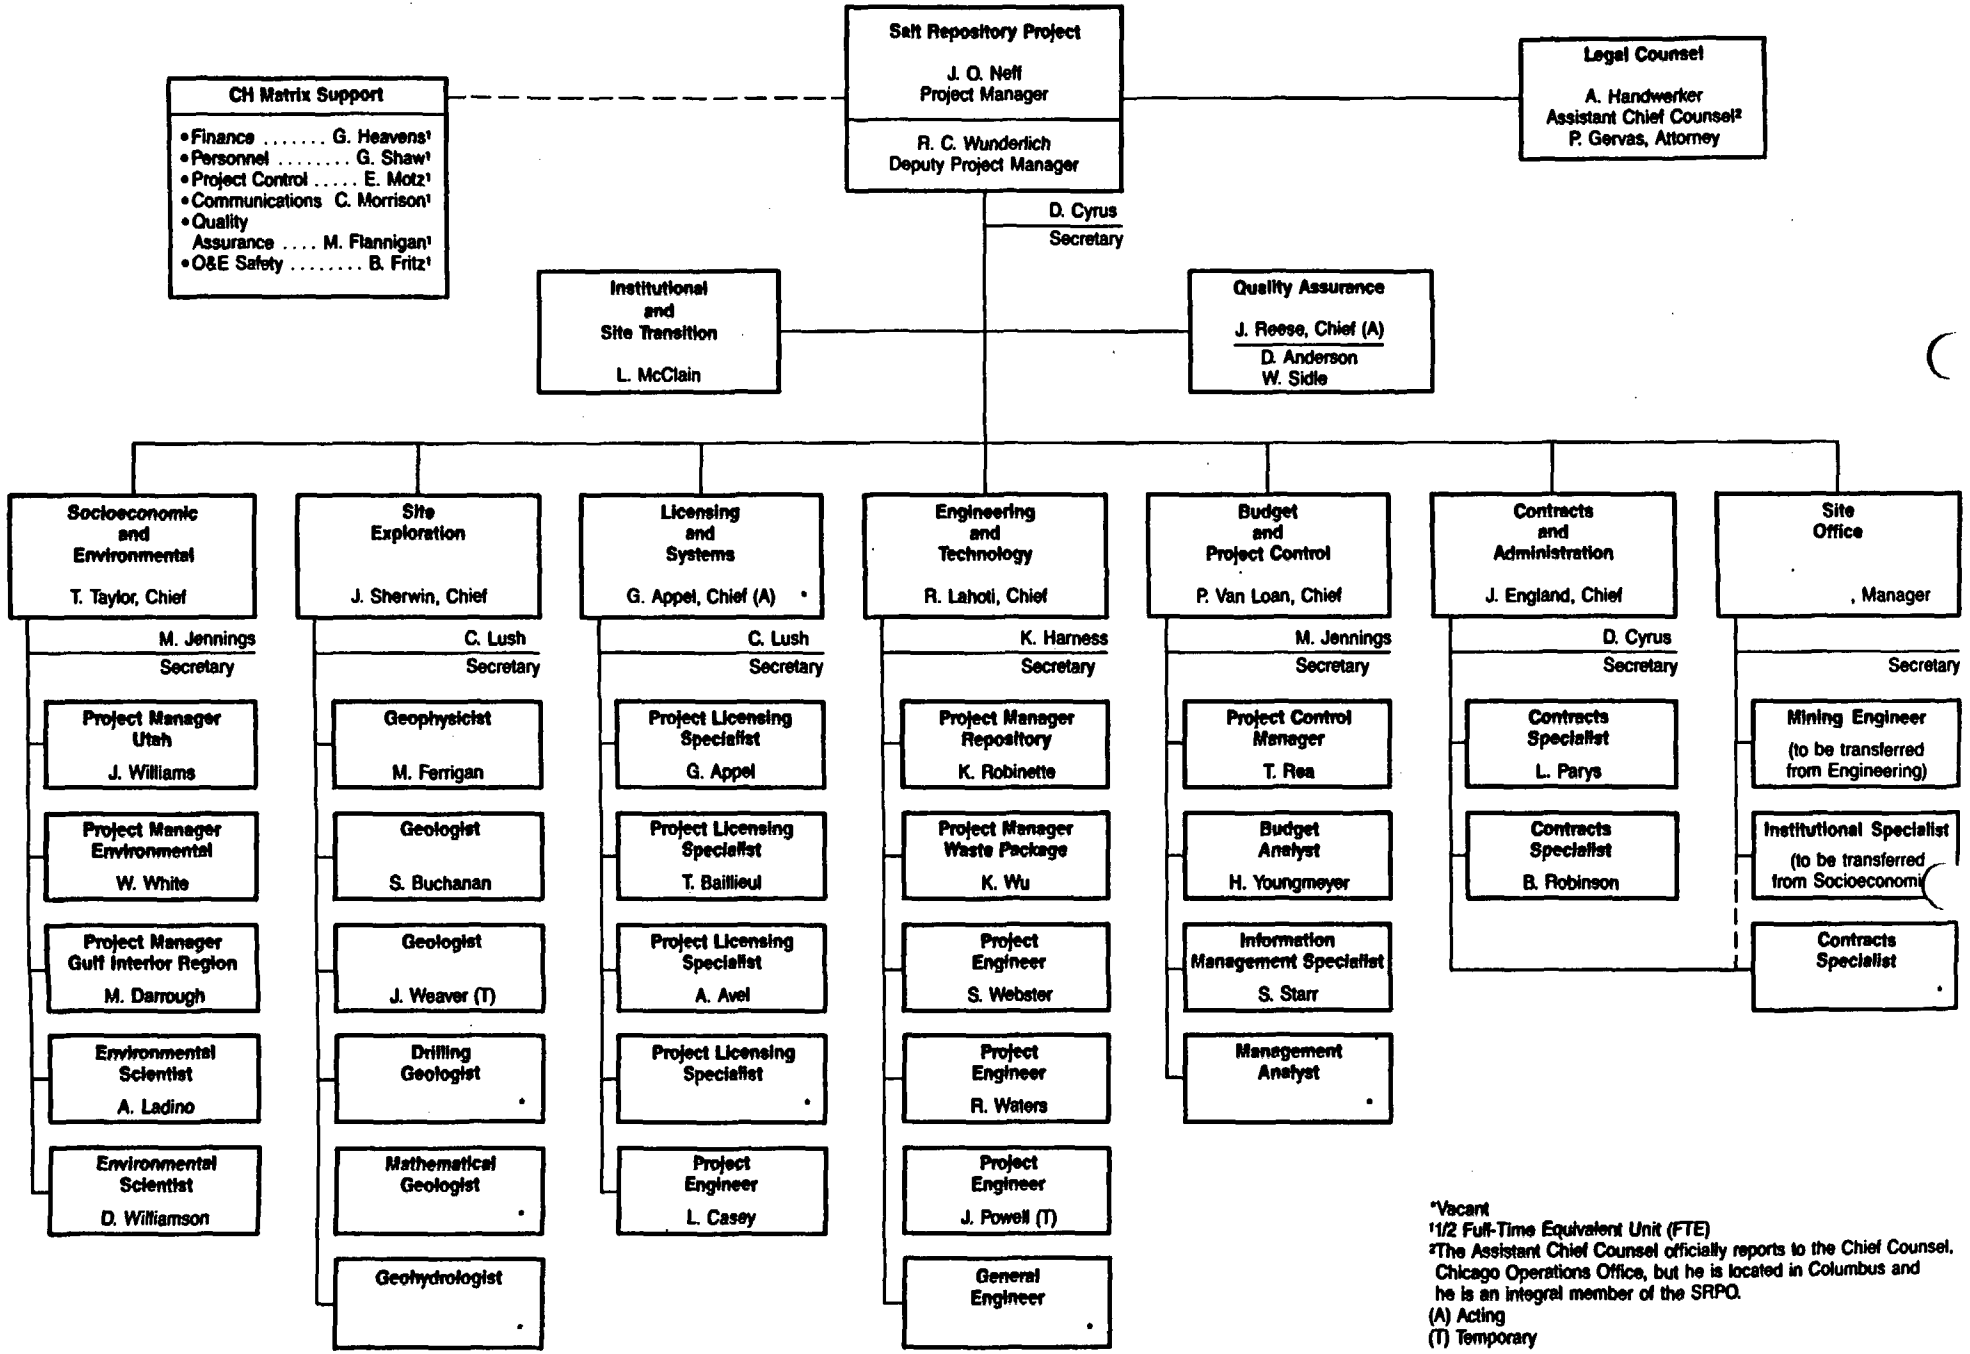 Salt Repository Project
J. O. Neff
Project Manager
R. C. Wunderlich
Deputy Project Manager
D. Cyrus
Secretary
Legal Counsel
A. Handwerker
Assistant Chief Counsel²
P. Gervas, Attorney
CH Matrix Support
• Finance ....... G. Heavens¹
• Personnel ........ G. Shaw¹
• Project Control ..... E. Motz¹
• Communications C. Morrison¹
• Quality
Assurance .... M. Flannigan¹
• O&E Safety ........ B. Fritz¹
Institutional
and
Site Transition
L. McClain
Quality Assurance
J. Reese, Chief (A)
D. Anderson
W. Sidle
Socioeconomic
and
Environmental
T. Taylor, Chief
M. Jennings
Secretary
Project Manager
Utah
J. Williams
Project Manager
Environmental
W. White
Project Manager
Gulf Interior Region
M. Darrough
Environmental
Scientist
A. Ladino
Environmental
Scientist
D. Williamson
Site
Exploration
J. Sherwin, Chief
C. Lush
Secretary
Geophysicist
M. Ferrigan
Geologist
S. Buchanan
Geologist
J. Weaver (T)
Drilling
Geologist
*
Mathematical
Geologist
*
Geohydrologist
*
Licensing
and
Systems
G. Appel, Chief (A) *
C. Lush
Secretary
Project Licensing
Specialist
G. Appel
Project Licensing
Specialist
T. Baillieul
Project Licensing
Specialist
A. Avel
Project Licensing
Specialist
*
Project
Engineer
L. Casey
Engineering
and
Technology
R. Lahoti, Chief
K. Harness
Secretary
Project Manager
Repository
K. Robinette
Project Manager
Waste Package
K. Wu
Project
Engineer
S. Webster
Project
Engineer
R. Waters
Project
Engineer
J. Powell (T)
General
Engineer
*
Budget
and
Project Control
P. Van Loan, Chief
M. Jennings
Secretary
Project Control
Manager
T. Rea
Budget
Analyst
H. Youngmeyer
Information
Management Specialist
S. Starr
Management
Analyst
*
Contracts
and
Administration
J. England, Chief
D. Cyrus
Secretary
Contracts
Specialist
L. Parys
Contracts
Specialist
B. Robinson
Site
Office
, Manager
Secretary
Mining Engineer
(to be transferred
from Engineering)
Institutional Specialist
(to be transferred
from
Contracts
Specialist
*
*Vacant
¹1/2 Full-Time Equivalent Unit (FTE)
²The Assistant Chief Counsel officially reports to the Chief Counsel,
Chicago Operations Office, but he is located in Columbus and
he is an integral member of the SRPO.
(A) Acting
(T) Temporary